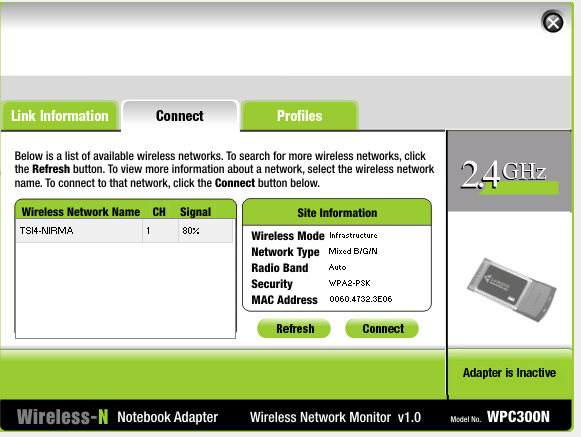 Link Information
Connect
Profiles
Below is a list of available wireless networks. To search for more wireless networks, click
the Refresh button. To view more information about a network, select the wireless network
name. To connect to that network, click the Connect button below.
2.4GHz
Wireless Network Name CH Signal
TSI4-NIRMA 1 80%
Site Information
Wireless Mode Infrastructure
Network Type Mixed B/G/N
Radio Band Auto
Security WPA2-PSK
MAC Address 0060.4732.3E06
Refresh
Connect
Adapter is Inactive
Wireless-N Notebook Adapter Wireless Network Monitor v1.0 Model No. WPC300N